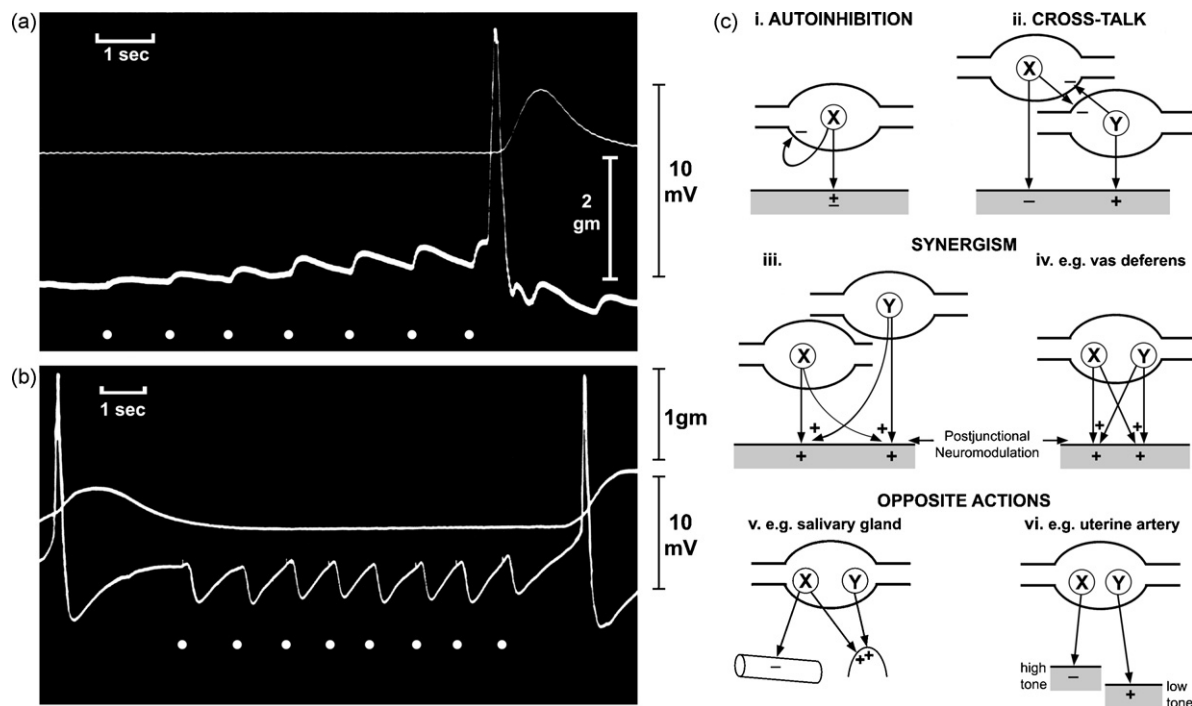 (a)
1 sec
10
mV
2
gm
(b)
1 sec
1gm
10
mV
(c)
i. AUTOINHIBITION
X
−
±
ii. CROSS-TALK
X
−
−
Y
−
+
SYNERGISM
iii.
Y
X
+
+
+
+
iv. e.g. vas deferens
X
Y
+
+
+
+
Postjunctional
Neuromodulation
OPPOSITE ACTIONS
v. e.g. salivary gland
X
Y
−
+
+
vi. e.g. uterine artery
X
Y
high
tone
−
+
low
tone